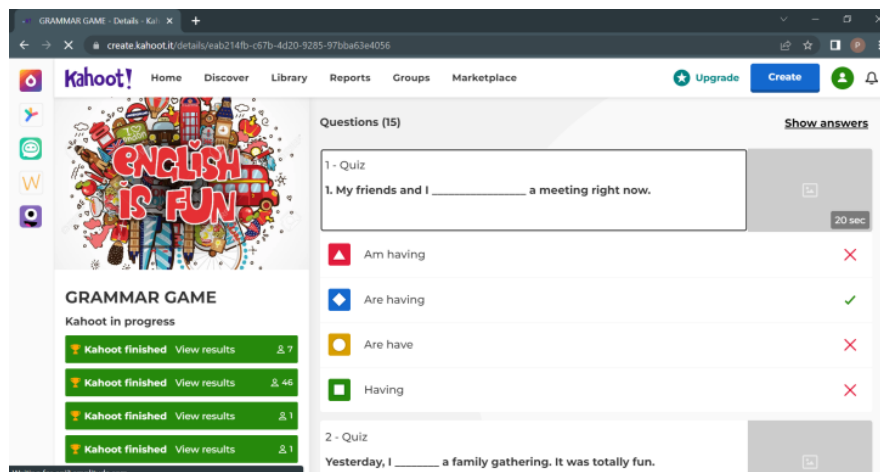 GRAMMAR GAME - Details - Kah
create.kahoot.it/details/eab214fb-c67b-4d20-9285-97bba63e4056
P
Kahoot!
Home
Discover
Library
Reports
Groups
Marketplace
Upgrade
Create
W
ENGLISH
IS FUN
GRAMMAR GAME
Kahoot in progress
Kahoot finished View results 7
Kahoot finished View results 46
Kahoot finished View results 1
Kahoot finished View results 1
Questions (15)
Show answers
1 - Quiz
1. My friends and I ______________ a meeting right now.
20 sec
Am having
Are having
Are have
Having
2 - Quiz
Yesterday, I _______ a family gathering. It was totally fun.